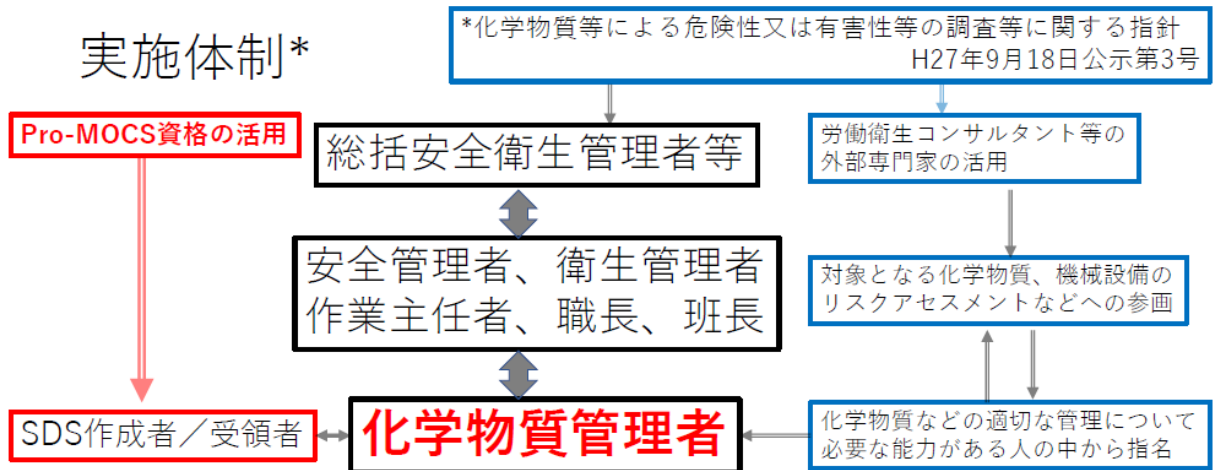 実施体制*
*化学物質等による危険性又は有害性等の調査等に関する指針
H27年9月18日公示第3号
Pro-MOCS資格の活用
総括安全衛生管理者等
労働衛生コンサルタント等の
外部専門家の活用
安全管理者、衛生管理者
作業主任者、職長、班長
対象となる化学物質、機械設備の
リスクアセスメントなどへの参画
SDS作成者／受領者
化学物質管理者
化学物質などの適切な管理について
必要な能力がある人の中から指名